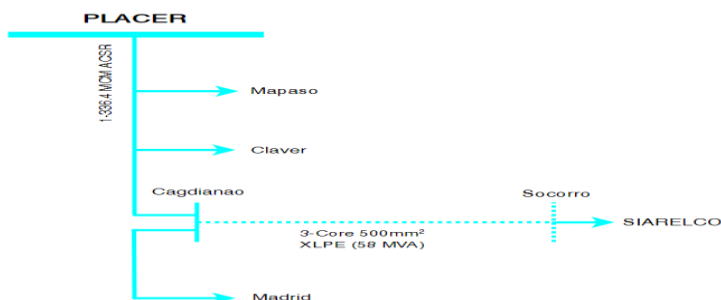 PLACER
1-336.4 MCM ACSR
Mapaso
Claver
Cagdianao
Socorro
SIARELCO
3-Core 500mm²
XLPE (58 MVA)
Madrid